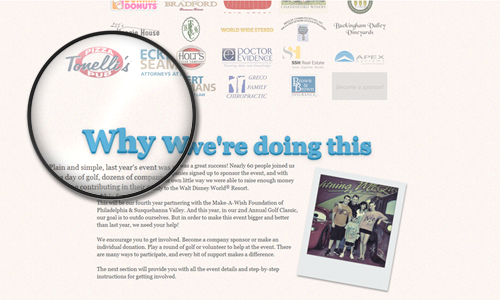 DONUTS
BRADFORD
Buckingham Valley
Vineyards
House
WORLD WIDE STEREO
Tonelli's
PIZZA
PUB
ECK
SEAM
ATTORNEYS AT
HOLT'S
DOCTOR
EVIDENCE
SSH Real Estate
APEX
GRECO
FAMILY
CHIROPRACTIC
Brown
& Brown
Become a sponsor!
Why we're doing this
Plain and simple, last year's event was a great success! Nearly 60 people joined us
day of golf, dozens of companies signed up to sponsor the event, and with
contributing in their own little way we were able to raise enough money
to the Walt Disney World® Resort.
This will be our fourth year partnering with the Make-A-Wish Foundation of
Philadelphia & Susquehanna Valley. And this year, in our 2nd Annual Golf Classic,
our goal is to outdo ourselves. But in order to make this event bigger and better
than last year, we need your help!
We encourage you to get involved. Become a company sponsor or make an
individual donation. Play a round of golf or volunteer to help at the event. There
are many ways to participate, and every bit of support makes a difference.
The next section will provide you with all the event details and step-by-step
instructions for getting involved.